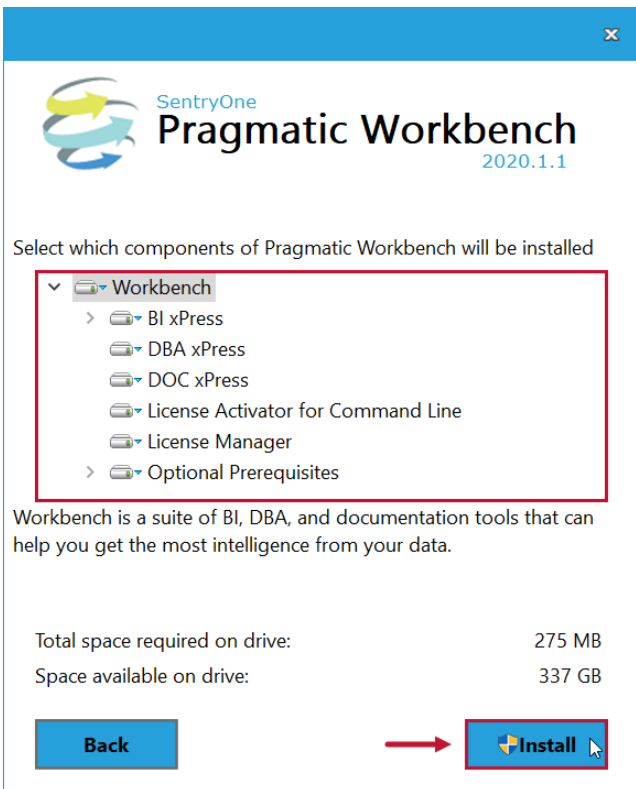 SentryOne
Pragmatic Workbench
2020.1.1
Select which components of Pragmatic Workbench will be installed
Workbench
BI xPress
DBA xPress
DOC xPress
License Activator for Command Line
License Manager
Optional Prerequisites
Workbench is a suite of BI, DBA, and documentation tools that can
help you get the most intelligence from your data.
Total space required on drive: 275 MB
Space available on drive: 337 GB
Back Install